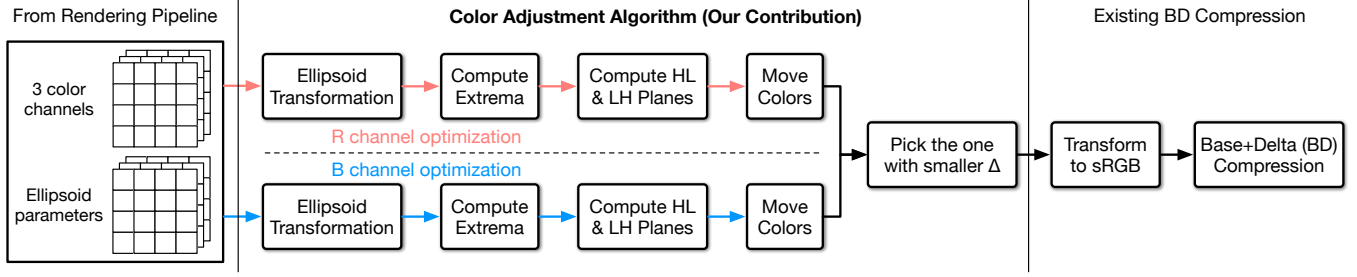 From Rendering Pipeline
Color Adjustment Algorithm (Our Contribution)
Existing BD Compression
3 color
channels
Ellipsoid
parameters
Ellipsoid
Transformation
Compute
Extrema
Compute HL
& LH Planes
Move
Colors
R channel optimization
B channel optimization
Ellipsoid
Transformation
Compute
Extrema
Compute HL
& LH Planes
Move
Colors
Pick the one
with smaller Δ
Transform
to sRGB
Base+Delta (BD)
Compression